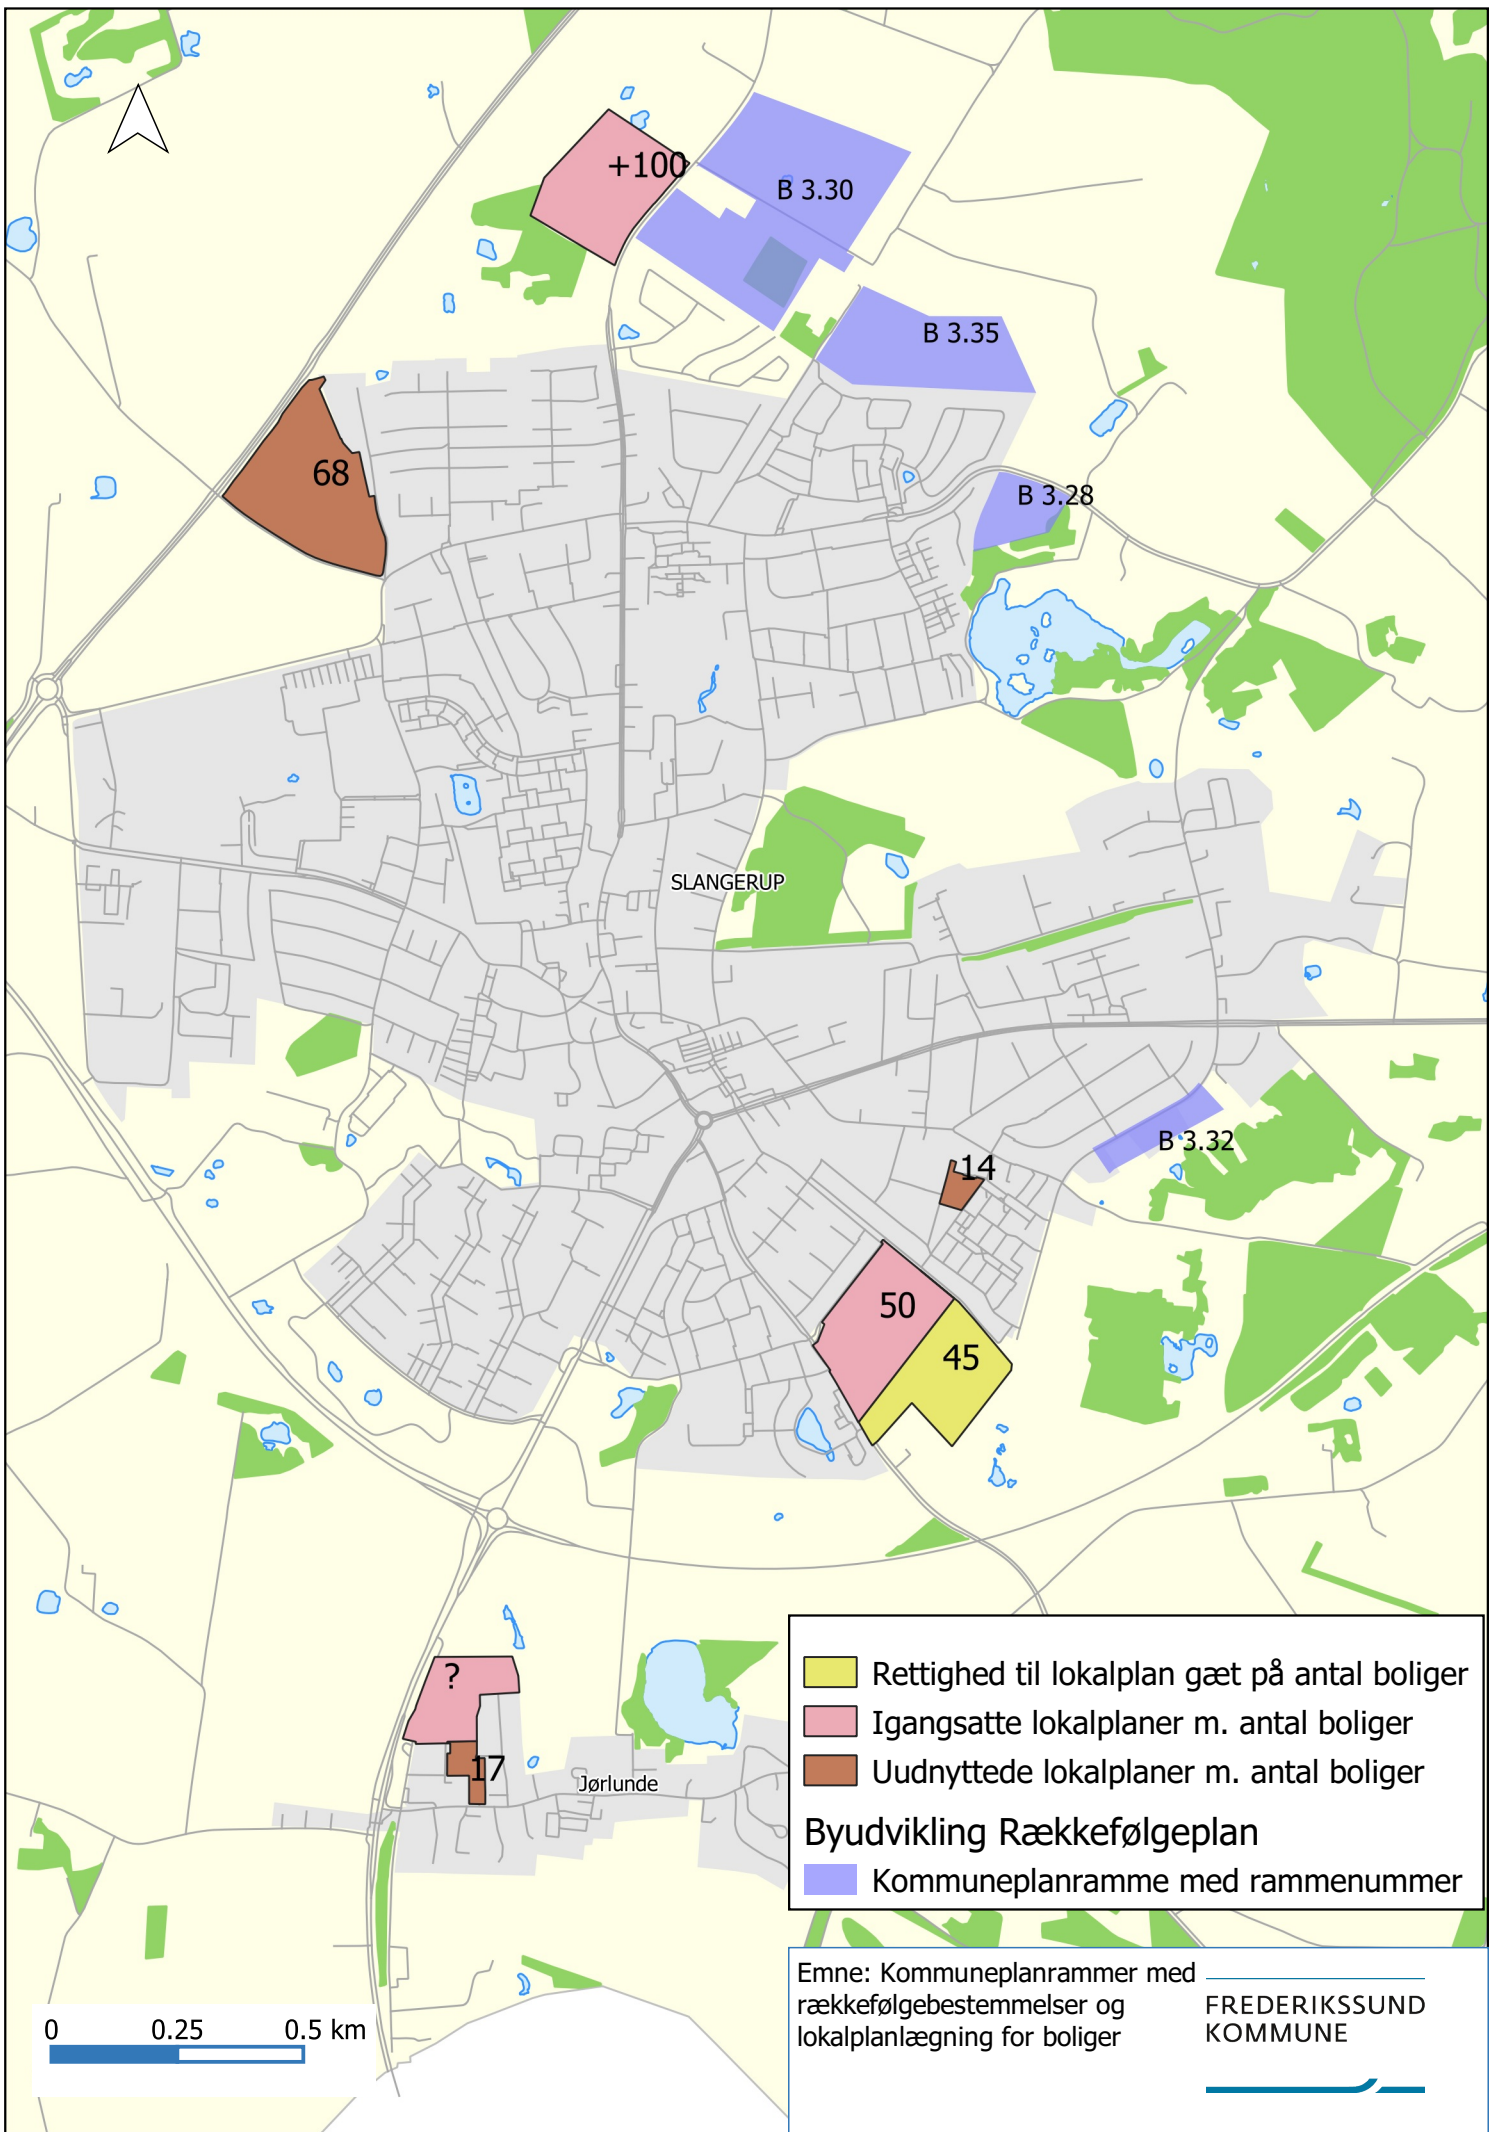 +100
B 3.30
B 3.35
68
B 3.28
SLANGERUP
B 3.32
14
50
45
?
17
Jørlunde
Rettighed til lokalplan gæt på antal boliger
Igangsatte lokalplaner m. antal boliger
Uudnyttede lokalplaner m. antal boliger
Byudvikling Rækkefølgeplan
Kommuneplanramme med rammenummer
0 0.25 0.5 km
Emne: Kommuneplanrammer med
rækkefølgebestemmelser og
lokalplanlægning for boliger
FREDERIKSSUND
KOMMUNE